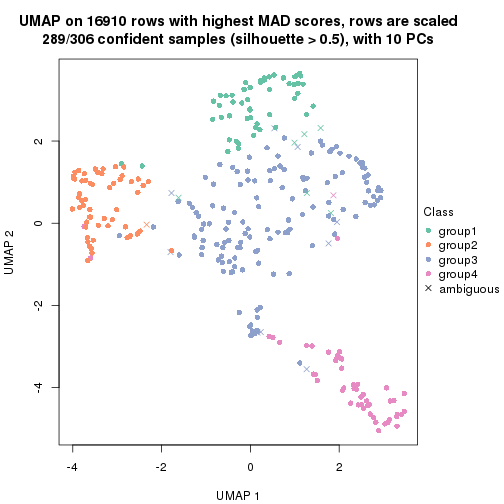 UMAP on 16910 rows with highest MAD scores, rows are scaled
289/306 confident samples (silhouette > 0.5), with 10 PCs
2
0
-2
-4
UMAP 2
-4
-2
0
2
UMAP 1
Class
group1
group2
group3
group4
ambiguous